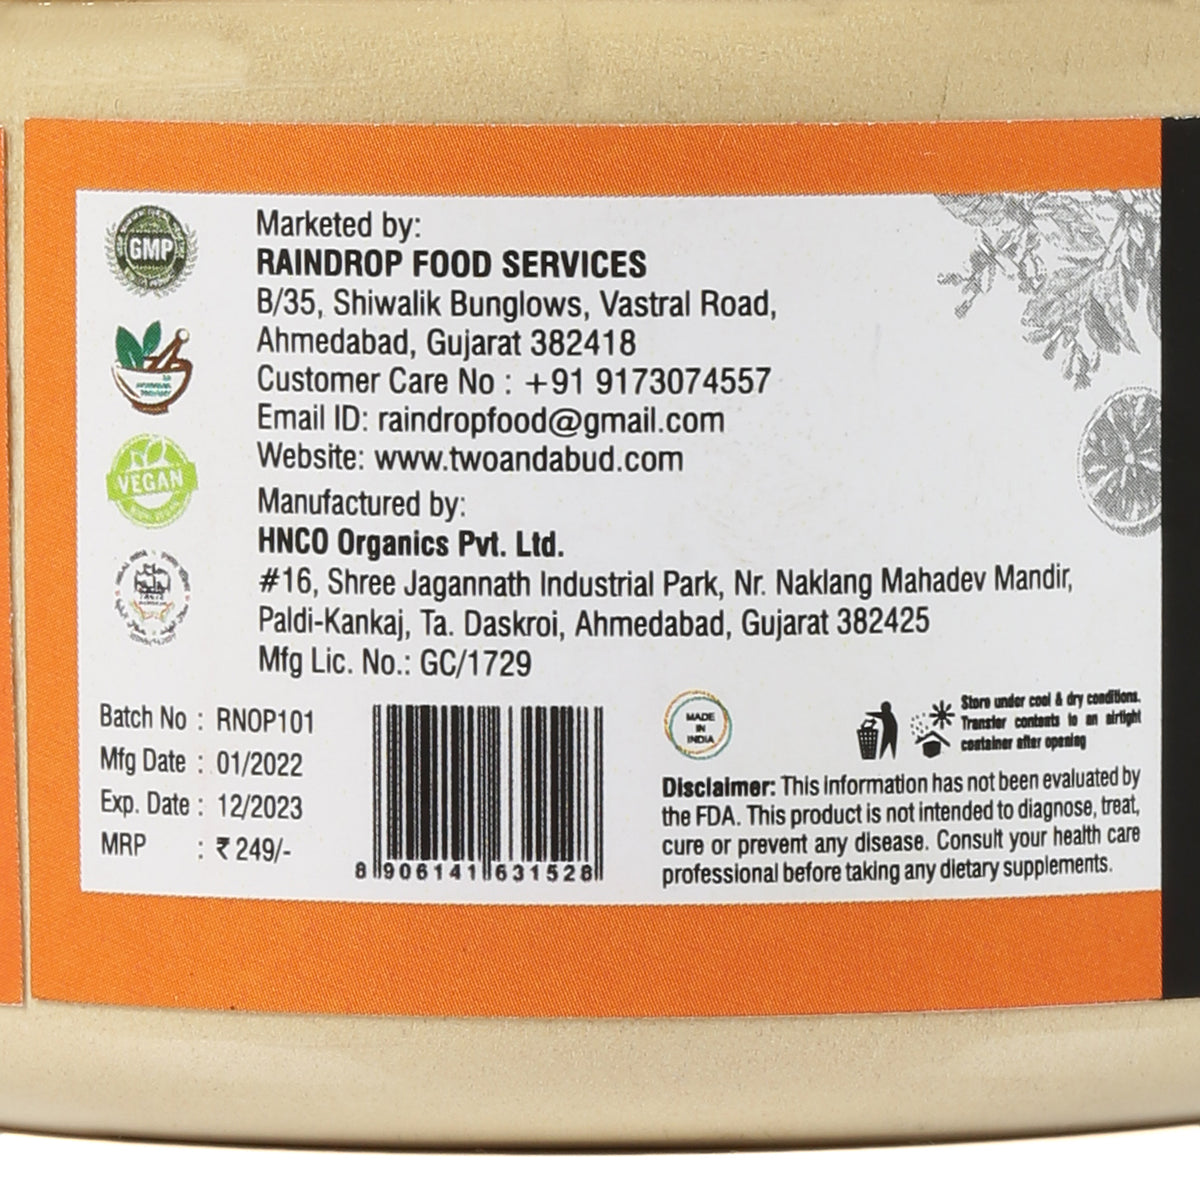 GMP
VEGAN
Marketed by:
RAINDROP FOOD SERVICES
B/35, Shiwalik Bunglows, Vastral Road,
Ahmedabad, Gujarat 382418
Customer Care No : +91 9173074557
Email ID: raindropfood@gmail.com
Website: www.twoandabud.com
Manufactured by:
HNCO Organics Pvt. Ltd.
#16, Shree Jagannath Industrial Park, Nr. Naklang Mahadev Mandir,
Paldi-Kankaj, Ta. Daskroi, Ahmedabad, Gujarat 382425
Mfg Lic. No.: GC/1729
Batch No : RNOP101
Mfg Date : 01/2022
Exp. Date : 12/2023
MRP : ₹ 249/-
8 906141 631528
MADE
IN
INDIA
Store under cool & dry conditions.
Transfer contents to an airtight
container after opening
Disclaimer: This information has not been evaluated by
the FDA. This product is not intended to diagnose, treat,
cure or prevent any disease. Consult your health care
professional before taking any dietary supplements.